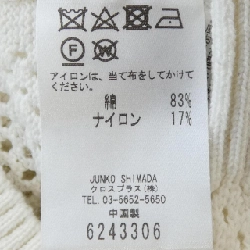 アイロンは、当て布をしてかけて
ください。
綿 83%
ナイロン 17%
JUNKO SHIMADA
クロスプラス(株)
TEL.03-5652-5650
中国製
6243306